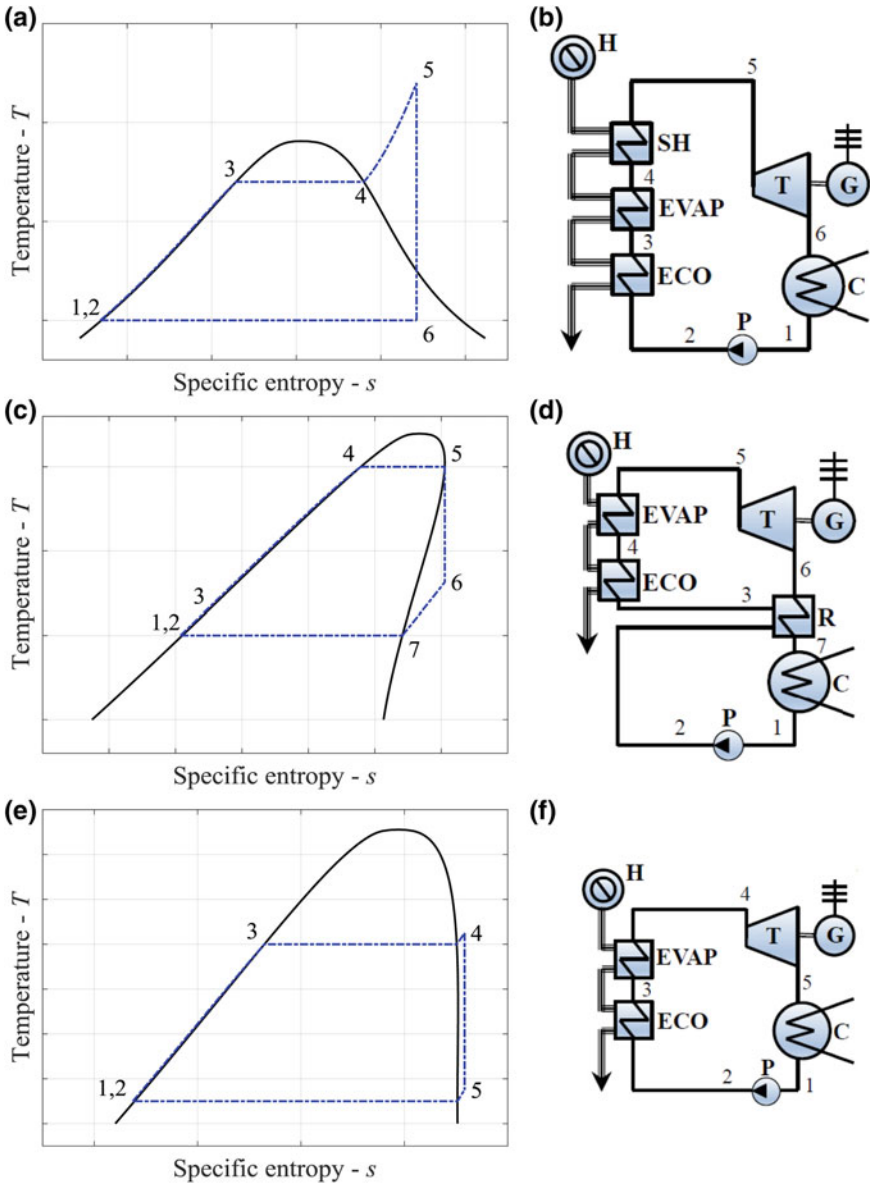 (a)
Temperature - T
Specific entropy - s
1,2
3
4
5
6
(b)
H
SH
4
EVAP
3
ECO
5
T
G
6
C
P
2
1
(c)
Temperature - T
Specific entropy - s
1,2
3
4
5
6
7
(d)
H
EVAP
4
ECO
5
T
G
6
3
R
7
C
P
2
1
(e)
Temperature - T
Specific entropy - s
1,2
3
4
5
(f)
H
EVAP
3
ECO
4
T
G
5
C
P
2
1